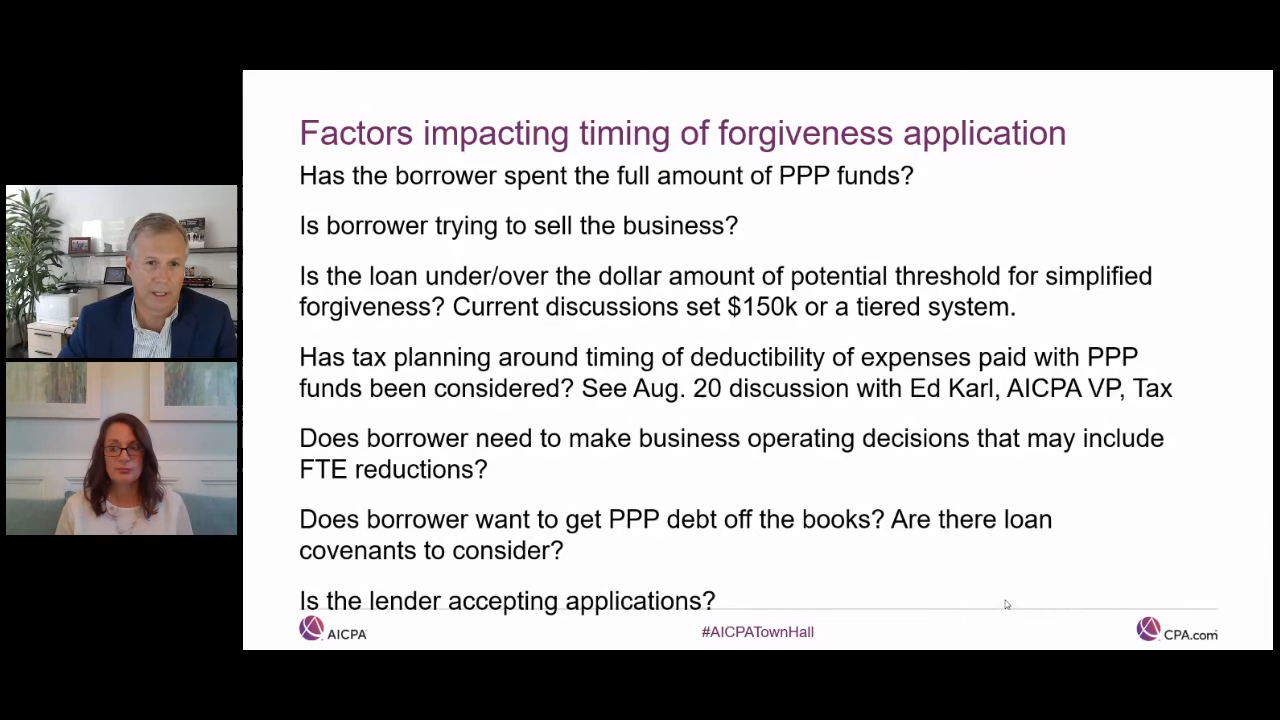 Factors impacting timing of forgiveness application
Has the borrower spent the full amount of PPP funds?
Is borrower trying to sell the business?
Is the loan under/over the dollar amount of potential threshold for simplified
forgiveness? Current discussions set $150k or a tiered system.
Has tax planning around timing of deductibility of expenses paid with PPP
funds been considered? See Aug. 20 discussion with Ed Karl, AICPA VP, Tax
Does borrower need to make business operating decisions that may include
FTE reductions?
Does borrower want to get PPP debt off the books? Are there loan
covenants to consider?
Is the lender accepting applications?
AICPA
#AICPATownHall
CPA.com